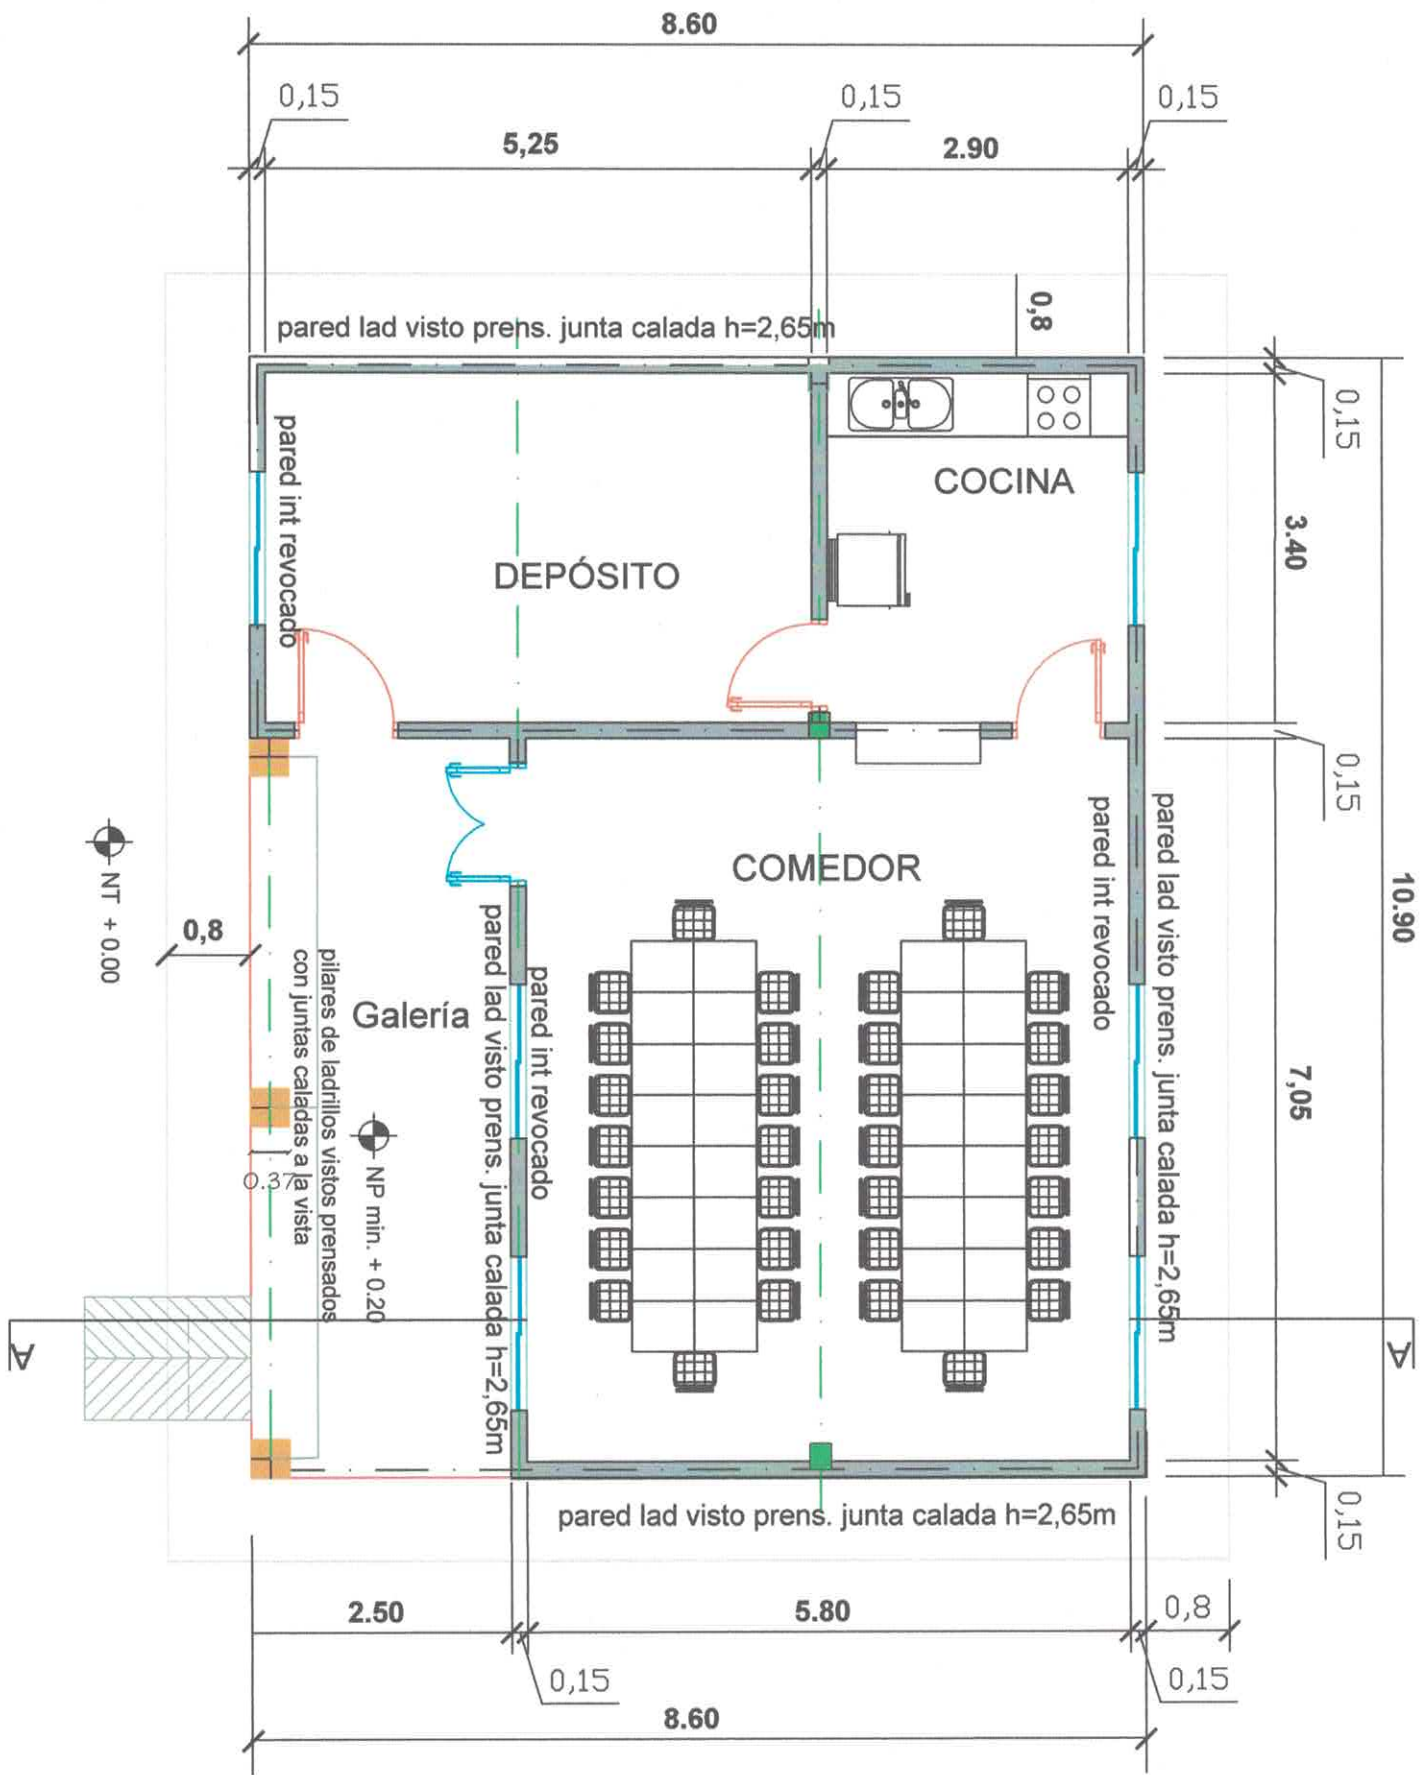 8.60
0,15
0,15
0,15
5,25
2.90
0,8
pared lad visto prens. junta calada h=2,65m
0,15
pared int revocado
COCINA
3.40
DEPÓSITO
0,15
pared int revocado
pared lad visto prens. junta calada h=2,65m
COMEDOR
10.90
NT + 0.00
0,8
pilares de ladrillos vistos prensados
con juntas caladas a la vista
Galería
pared lad visto prens. junta calada h=2,65m
pared int revocado
7,05
0.37
NP min. + 0.20
A
A
0,15
pared lad visto prens. junta calada h=2,65m
2.50
5.80
0,8
0,15
0,15
8.60